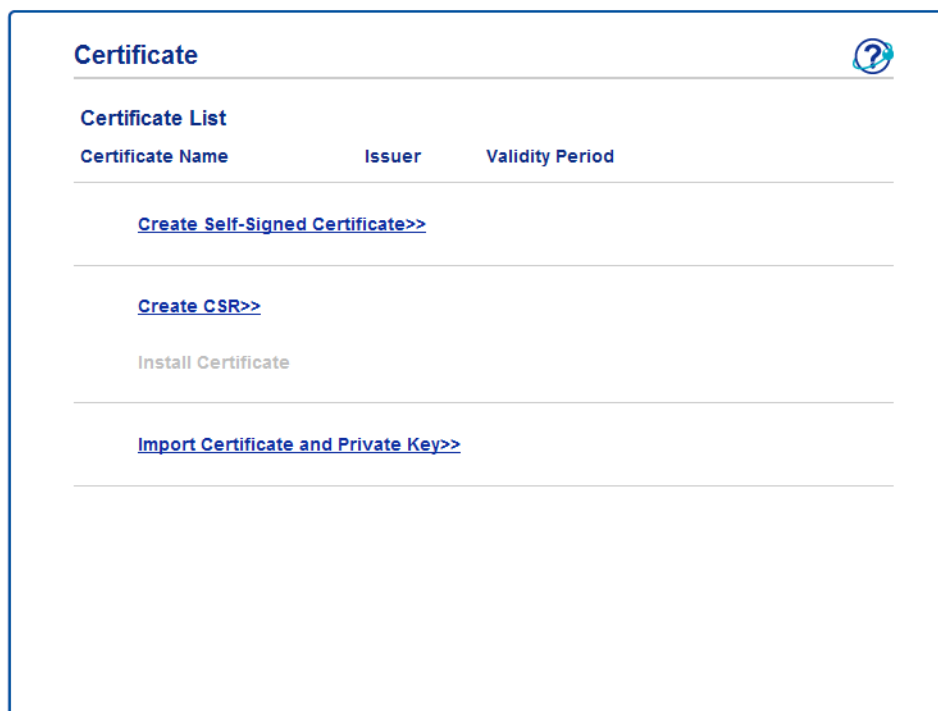 Certificate
?
Certificate List
Certificate Name Issuer Validity Period
Create Self-Signed Certificate>>
Create CSR>>
Install Certificate
Import Certificate and Private Key>>